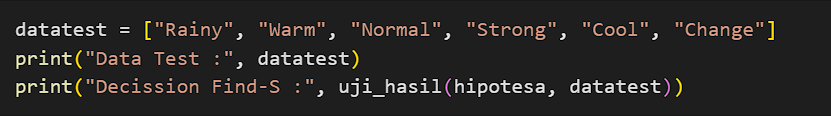 datatest = ["Rainy", "Warm", "Normal", "Strong", "Cool", "Change"]
print("Data Test :", datatest)
print("Decission Find-S :", uji_hasil(hipotesa, datatest))